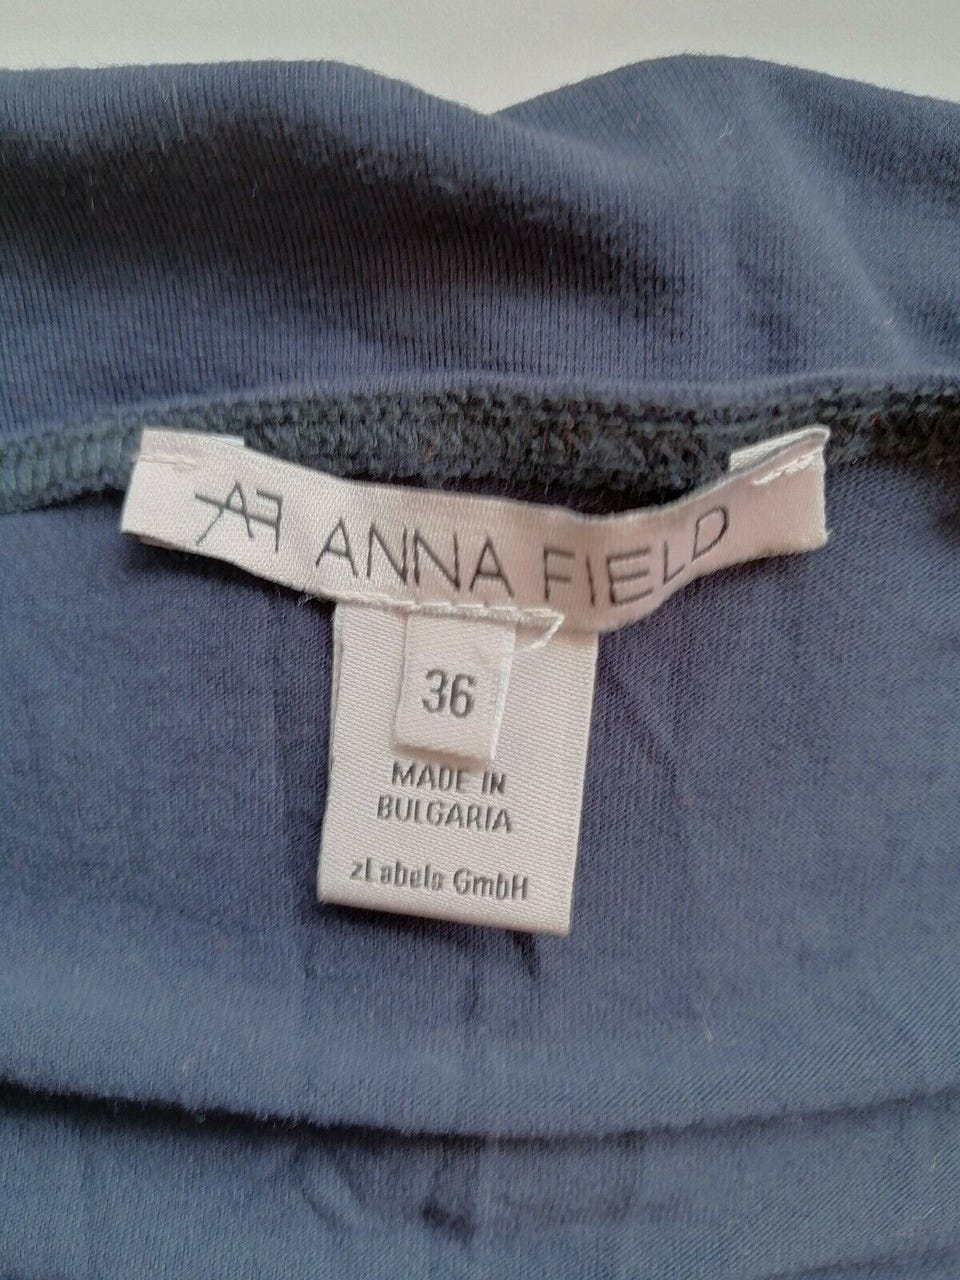 AF ANNA FIELD
36
MADE IN
BULGARIA
zLabels GmbH